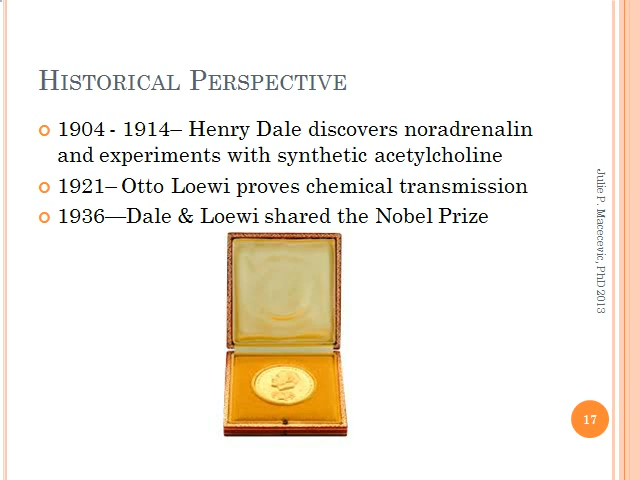 Historical Perspective
1904 - 1914– Henry Dale discovers noradrenalin
and experiments with synthetic acetylcholine
1921– Otto Loewi proves chemical transmission
1936—Dale & Loewi shared the Nobel Prize
Julie P. Macecevic, PhD 2013
17